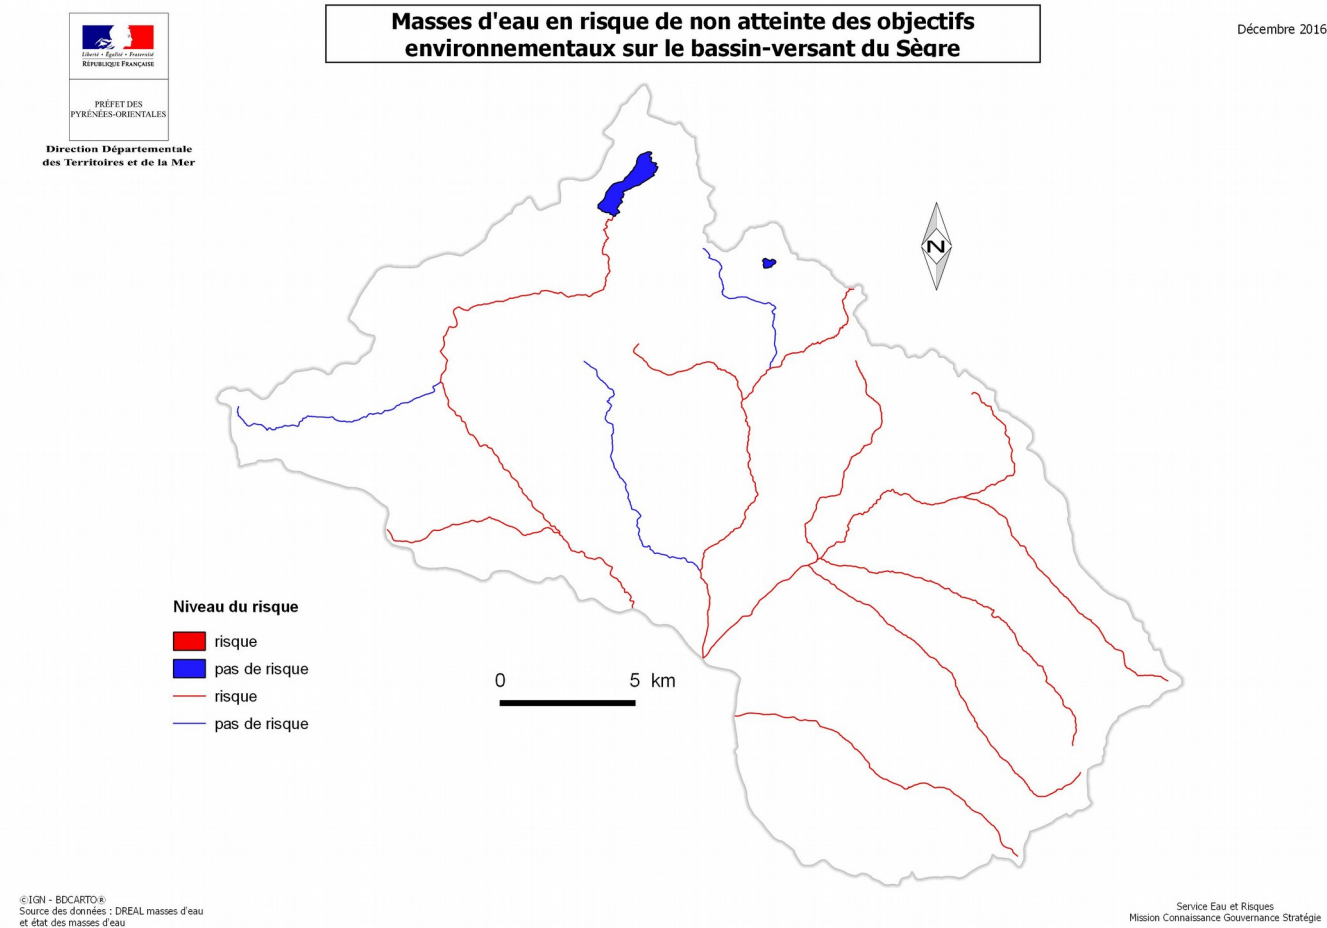 Masses d'eau en risque de non atteinte des objectifs
environnementaux sur le bassin-versant du Sègre
Décembre 2016
Liberté • Égalité • Fraternité
RÉPUBLIQUE FRANÇAISE
PRÉFET DES
PYRÉNÉES-ORIENTALES
Direction Départementale
des Territoires et de la Mer
N
Niveau du risque
risque
pas de risque
risque
pas de risque
0 5 km
©IGN - BDCARTO®
Source des données : DREAL masses d'eau
et état des masses d'eau
Service Eau et Risques
Mission Connaissance Gouvernance Stratégie